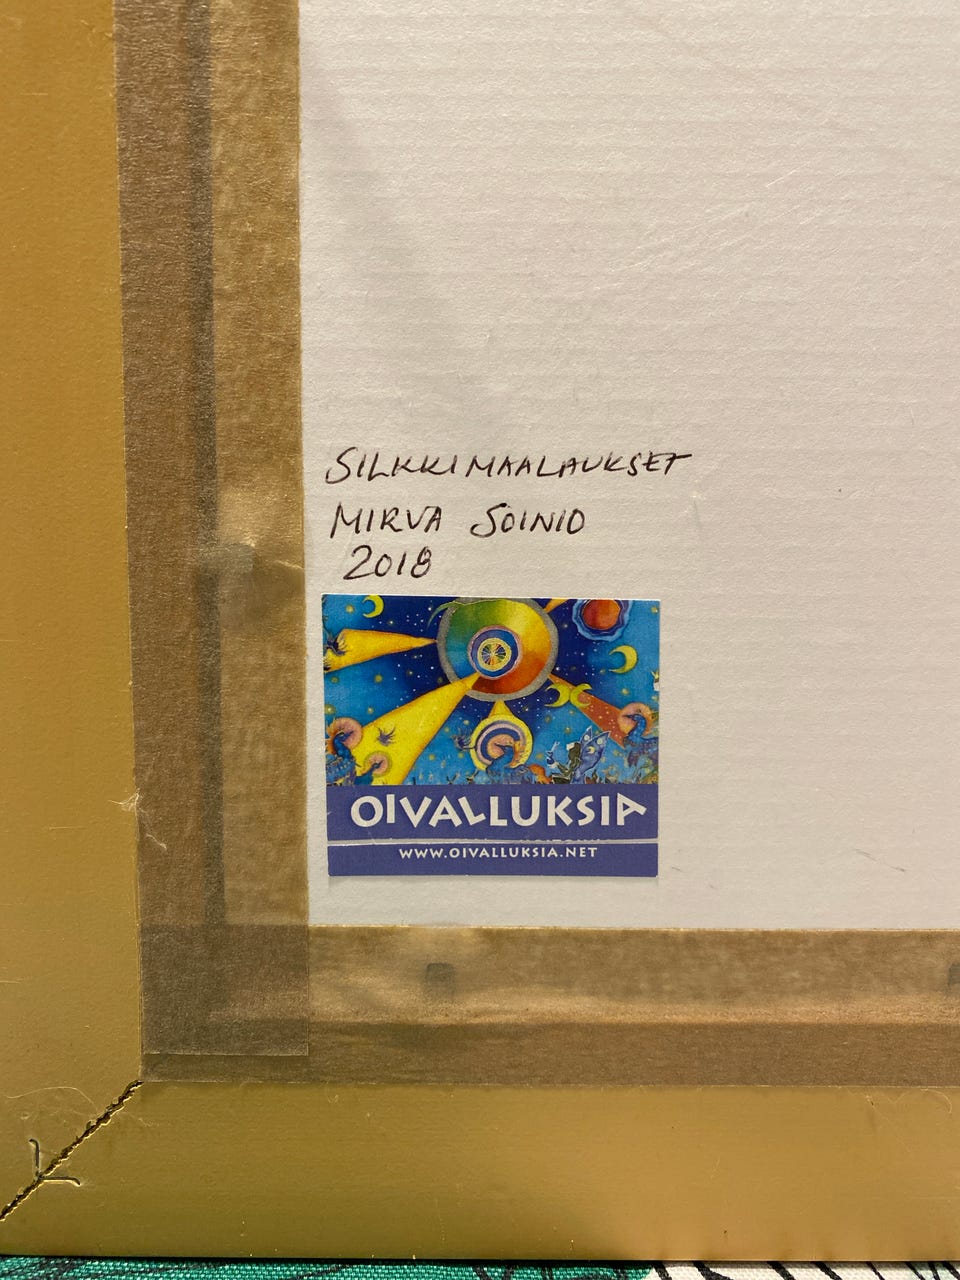 SILKKIMAALAUKSET
MIRVA SOINIO
2018
OIVALLUKSIA
WWW.OIVALLUKSIA.NET